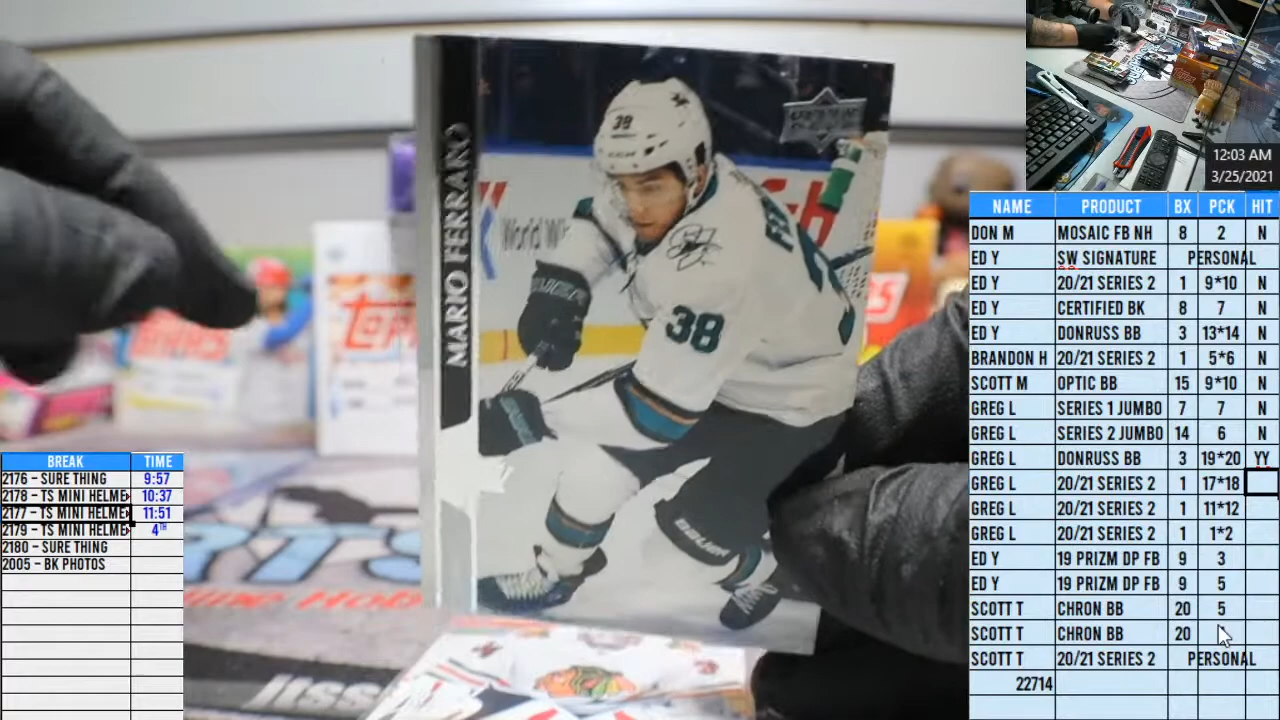 12:03 AM
3/25/2021
NAME PRODUCT BX PCK HIT
DON M MOSAIC FB NH 8 2 N
ED Y SW SIGNATURE PERSONAL
ED Y 20/21 SERIES 2 1 9*10 N
ED Y CERTIFIED BK 8 7 N
ED Y DONRUSS BB 3 13*14 N
BRANDON H 20/21 SERIES 2 1 5*6 N
SCOTT M OPTIC BB 15 9*10 N
GREG L SERIES 1 JUMBO 7 7 N
GREG L SERIES 2 JUMBO 14 6 N
GREG L DONRUSS BB 3 19*20 YY
GREG L 20/21 SERIES 2 1 17*18
GREG L 20/21 SERIES 2 1 11*12
GREG L 20/21 SERIES 2 1 1*2
ED Y 19 PRIZM DP FB 9 3
ED Y 19 PRIZM DP FB 9 5
SCOTT T CHRON BB 20 5
SCOTT T CHRON BB 20
SCOTT T 20/21 SERIES 2 PERSONAL
22714
BREAK TIME
2176 – SURE THING 9:57
2178 – TS MINI HELME 10:37
2177 – TS MINI HELME 11:51
2179 – TS MINI HELME 4TH
2180 – SURE THING
2005 – BK PHOTOS
MARIO FERRARO
UPPER DECK
38
38
World W
TOPPS